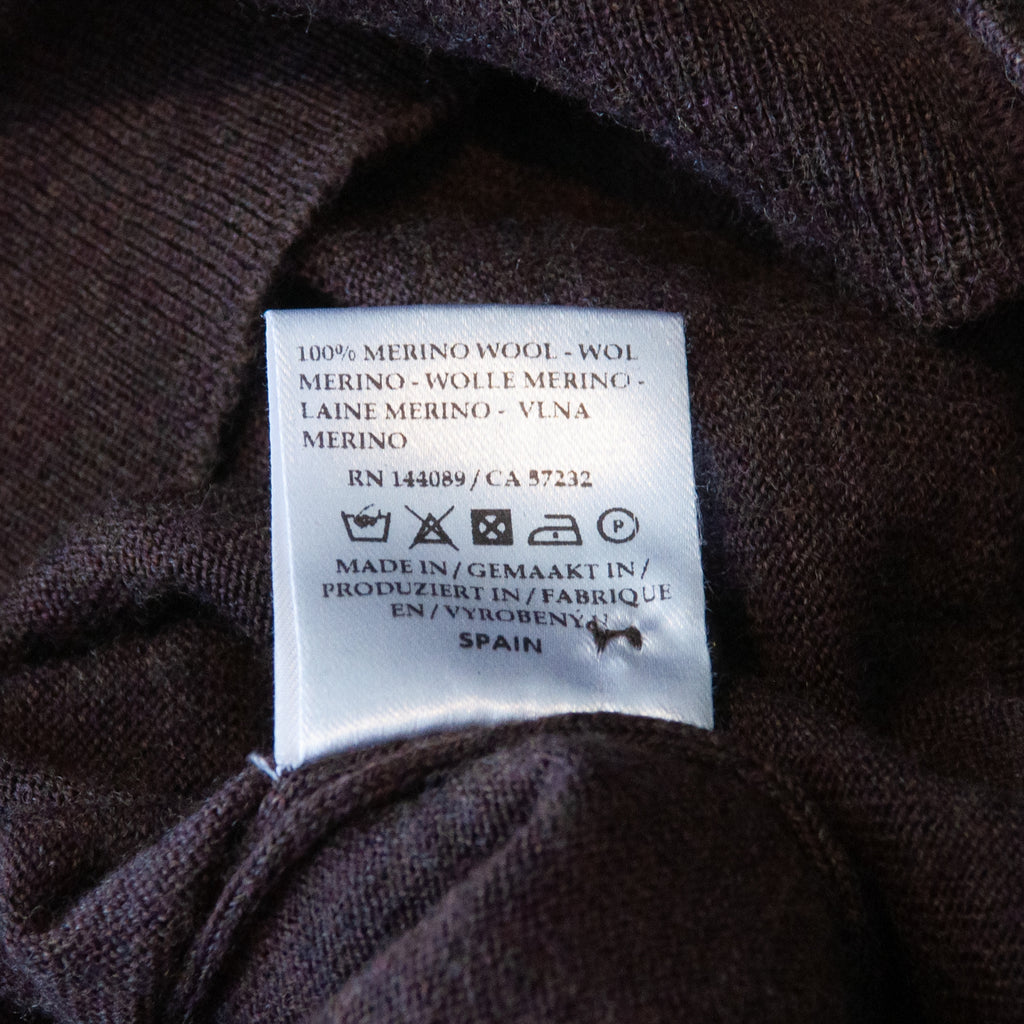 100% MERINO WOOL - WOL
MERINO - WOLLE MERINO -
LAINE MERINO - VLNA
MERINO
RN 144089 / CA 57232
P
MADE IN / GEMAAKT IN /
PRODUZIERT IN / FABRIQUE
EN / VYROBENÝ U
SPAIN